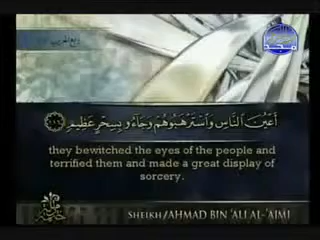 أَعْيُنَ النَّاسِ وَاسْتَرْهَبُوهُمْ وَجَاءُو بِسِحْرٍ عَظِيمٍ
they bewitched the eyes of the people and
terrified them and made a great display of
sorcery.
SHEIKH/AHMAD BIN 'ALI AL-'AJMI